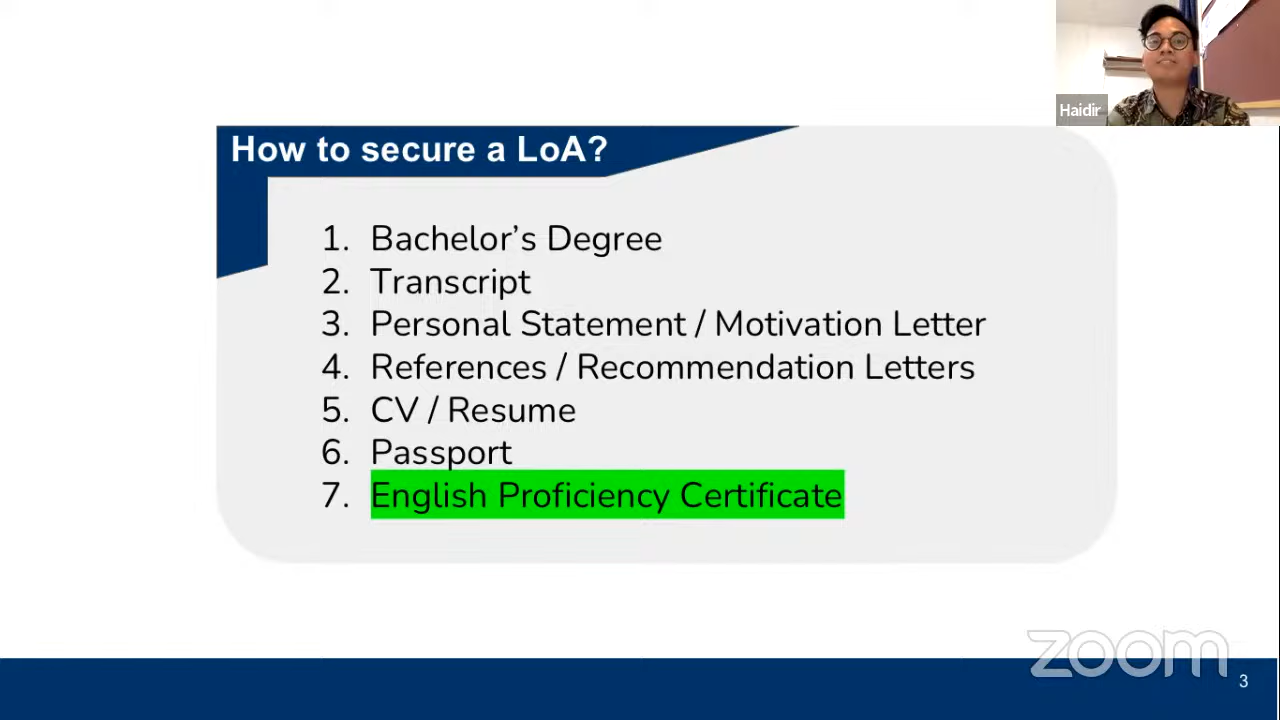 Haidir
How to secure a LoA?
1. Bachelor’s Degree
2. Transcript
3. Personal Statement / Motivation Letter
4. References / Recommendation Letters
5. CV / Resume
6. Passport
7. English Proficiency Certificate
zoom
3